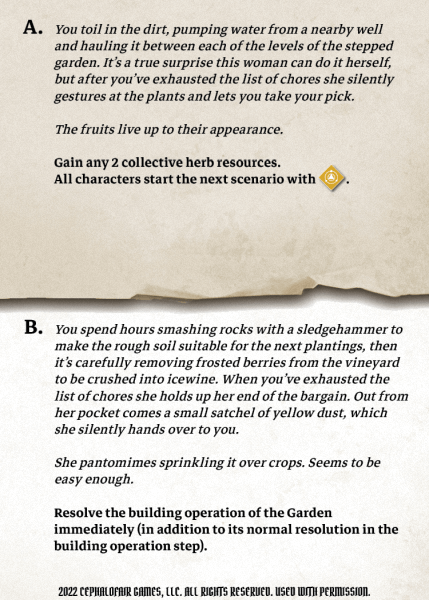 A. You toil in the dirt, pumping water from a nearby well
and hauling it between each of the levels of the stepped
garden. It’s a true surprise this woman can do it herself,
but after you’ve exhausted the list of chores she silently
gestures at the plants and lets you take your pick.
The fruits live up to their appearance.
Gain any 2 collective herb resources.
All characters start the next scenario with .
B. You spend hours smashing rocks with a sledgehammer to
make the rough soil suitable for the next plantings, then
it’s carefully removing frosted berries from the vineyard
to be crushed into icewine. When you’ve exhausted the
list of chores she holds up her end of the bargain. Out from
her pocket comes a small satchel of yellow dust, which
she silently hands over to you.
She pantomimes sprinkling it over crops. Seems to be
easy enough.
Resolve the building operation of the Garden
immediately (in addition to its normal resolution in the
building operation step).
2022 CEPHALOFAIR GAMES, LLC. ALL RIGHTS RESERVED. USED WITH PERMISSION.